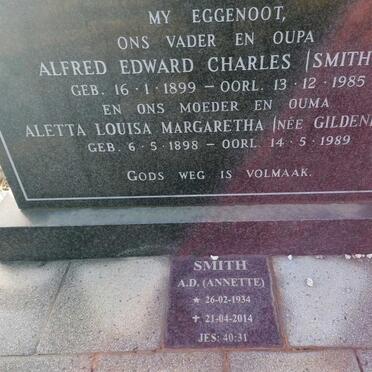 MY EGGENOOT,
ONS VADER EN OUPA
ALFRED EDWARD CHARLES (SMITH
GEB. 16·1·1899 – OORL. 13·12·1985
EN ONS MOEDER EN OUMA
ALETTA LOUISA MARGARETHA (NÉE GILDEN
GEB. 6·5·1898 – OORL. 14·5·1989
GODS WEG IS VOLMAAK.
SMITH
A.D. (ANNETTE)
* 26-02-1934
✝ 21-04-2014
JES: 40:31